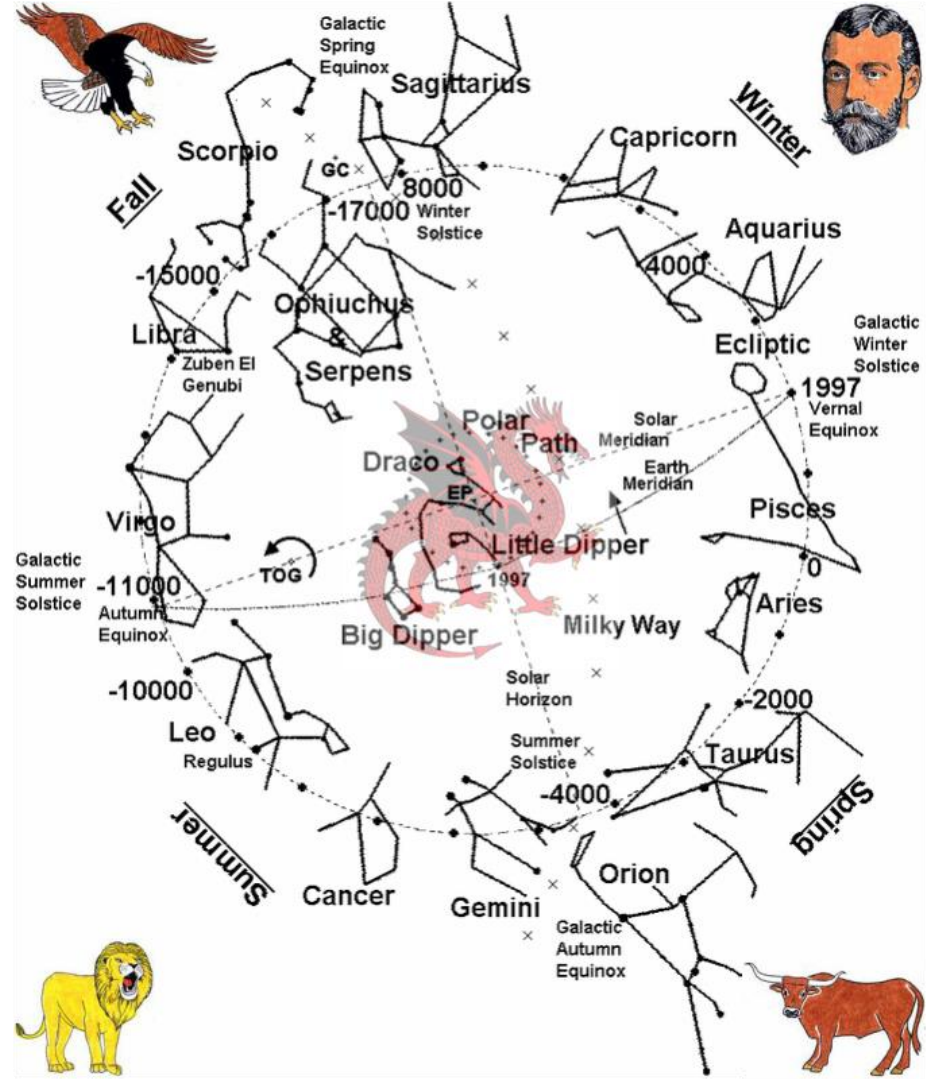 Galactic
Spring
Equinox
Sagittarius
Winter
Capricorn
Scorpio
Fall
GC
8000
-17000
Winter
Solstice
Aquarius
4000
-15000
Ophiuchus
&
Serpens
Libra
Zuben El
Genubi
Ecliptic
Galactic
Winter
Solstice
1997
Vernal
Equinox
Polar
Path
Solar
Meridian
Earth
Meridian
Draco
EP
Pisces
Virgo
Little Dipper
Galactic
Summer
Solstice
-11000
Autumn
Equinox
TOG
1997
0
Aries
Big Dipper
Milky Way
-10000
Solar
Horizon
-2000
Leo
Regulus
Summer
Solstice
Taurus
-4000
Spring
Summer
Cancer
Gemini
Orion
Galactic
Autumn
Equinox